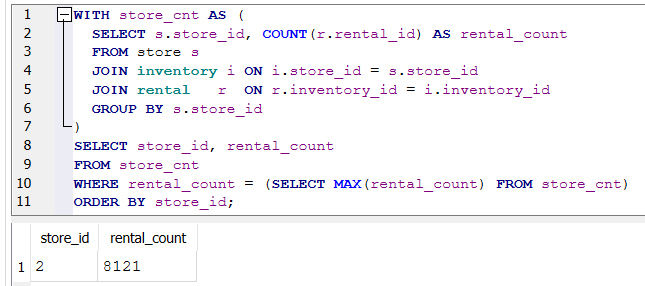 1 WITH store_cnt AS (
2 SELECT s.store_id, COUNT(r.rental_id) AS rental_count
3 FROM store s
4 JOIN inventory i ON i.store_id = s.store_id
5 JOIN rental   r  ON r.inventory_id = i.inventory_id
6 GROUP BY s.store_id
7 )
8 SELECT store_id, rental_count
9 FROM store_cnt
10 WHERE rental_count = (SELECT MAX(rental_count) FROM store_cnt)
11 ORDER BY store_id;
store_id rental_count
1 2 8121